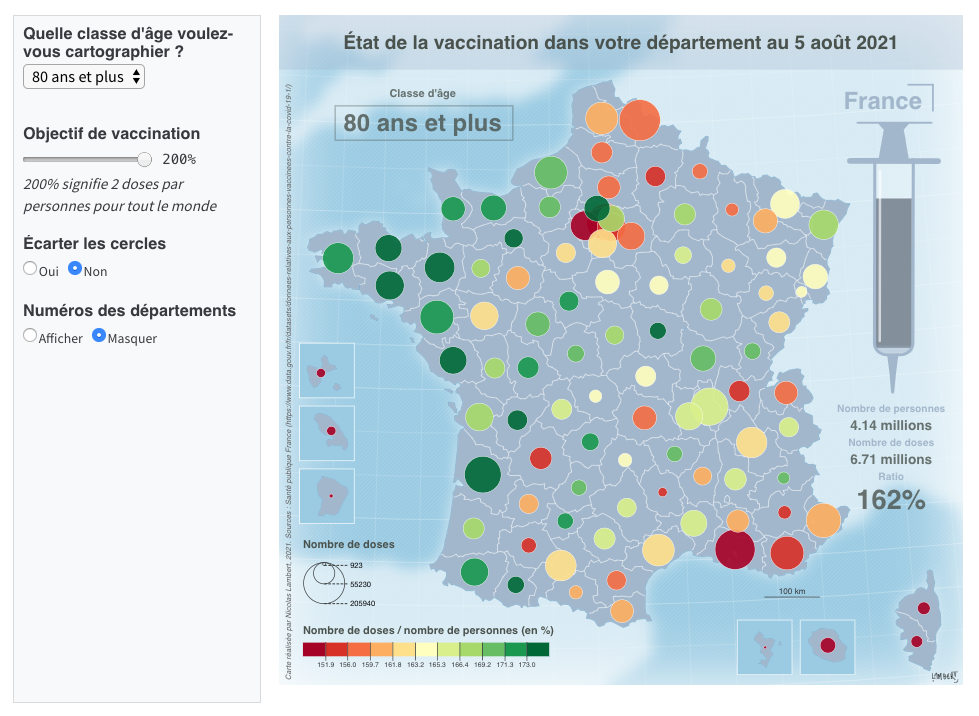 Quelle classe d'âge voulez-
vous cartographier ?
80 ans et plus
Objectif de vaccination
200%
200% signifie 2 doses par
personnes pour tout le monde
Écarter les cercles
Oui Non
Numéros des départements
Afficher Masquer
État de la vaccination dans votre département au 5 août 2021
Classe d'âge
80 ans et plus
France
Nombre de personnes
4.14 millions
Nombre de doses
6.71 millions
Ratio
162%
Nombre de doses
923
55230
205940
100 km
Nombre de doses / nombre de personnes (en %)
151.9 156.0 159.7 161.8 163.2 165.3 166.4 169.2 171.3 173.0
Carte réalisée par Nicolas Lambert, 2021. Sources : Santé publique France (https://www.data.gouv.fr/fr/datasets/donnees-relatives-aux-personnes-vaccinees-contre-la-covid-19-1/)
LAMBERT